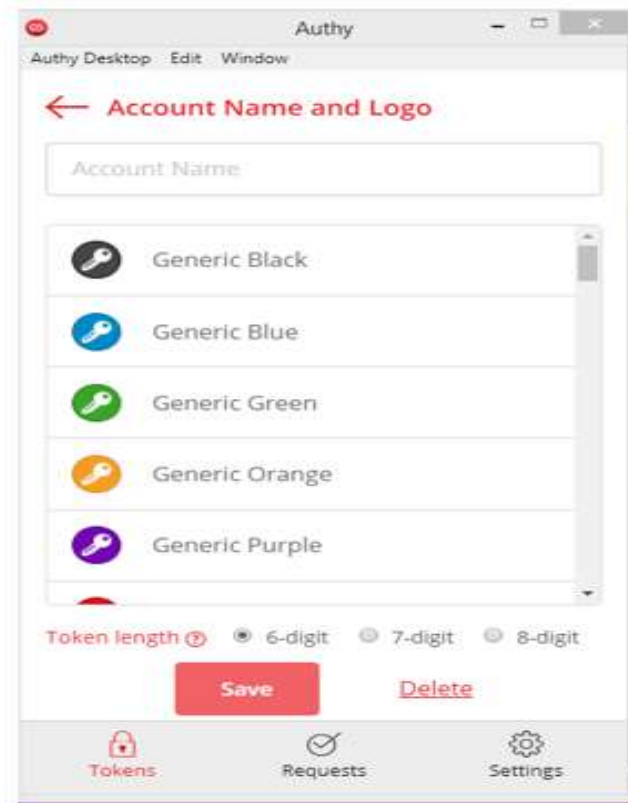 Authy
Authy Desktop Edit Window
Account Name and Logo
Account Name
Generic Black
Generic Blue
Generic Green
Generic Orange
Generic Purple
Token length ? 6-digit 7-digit 8-digit
Save Delete
Tokens Requests Settings